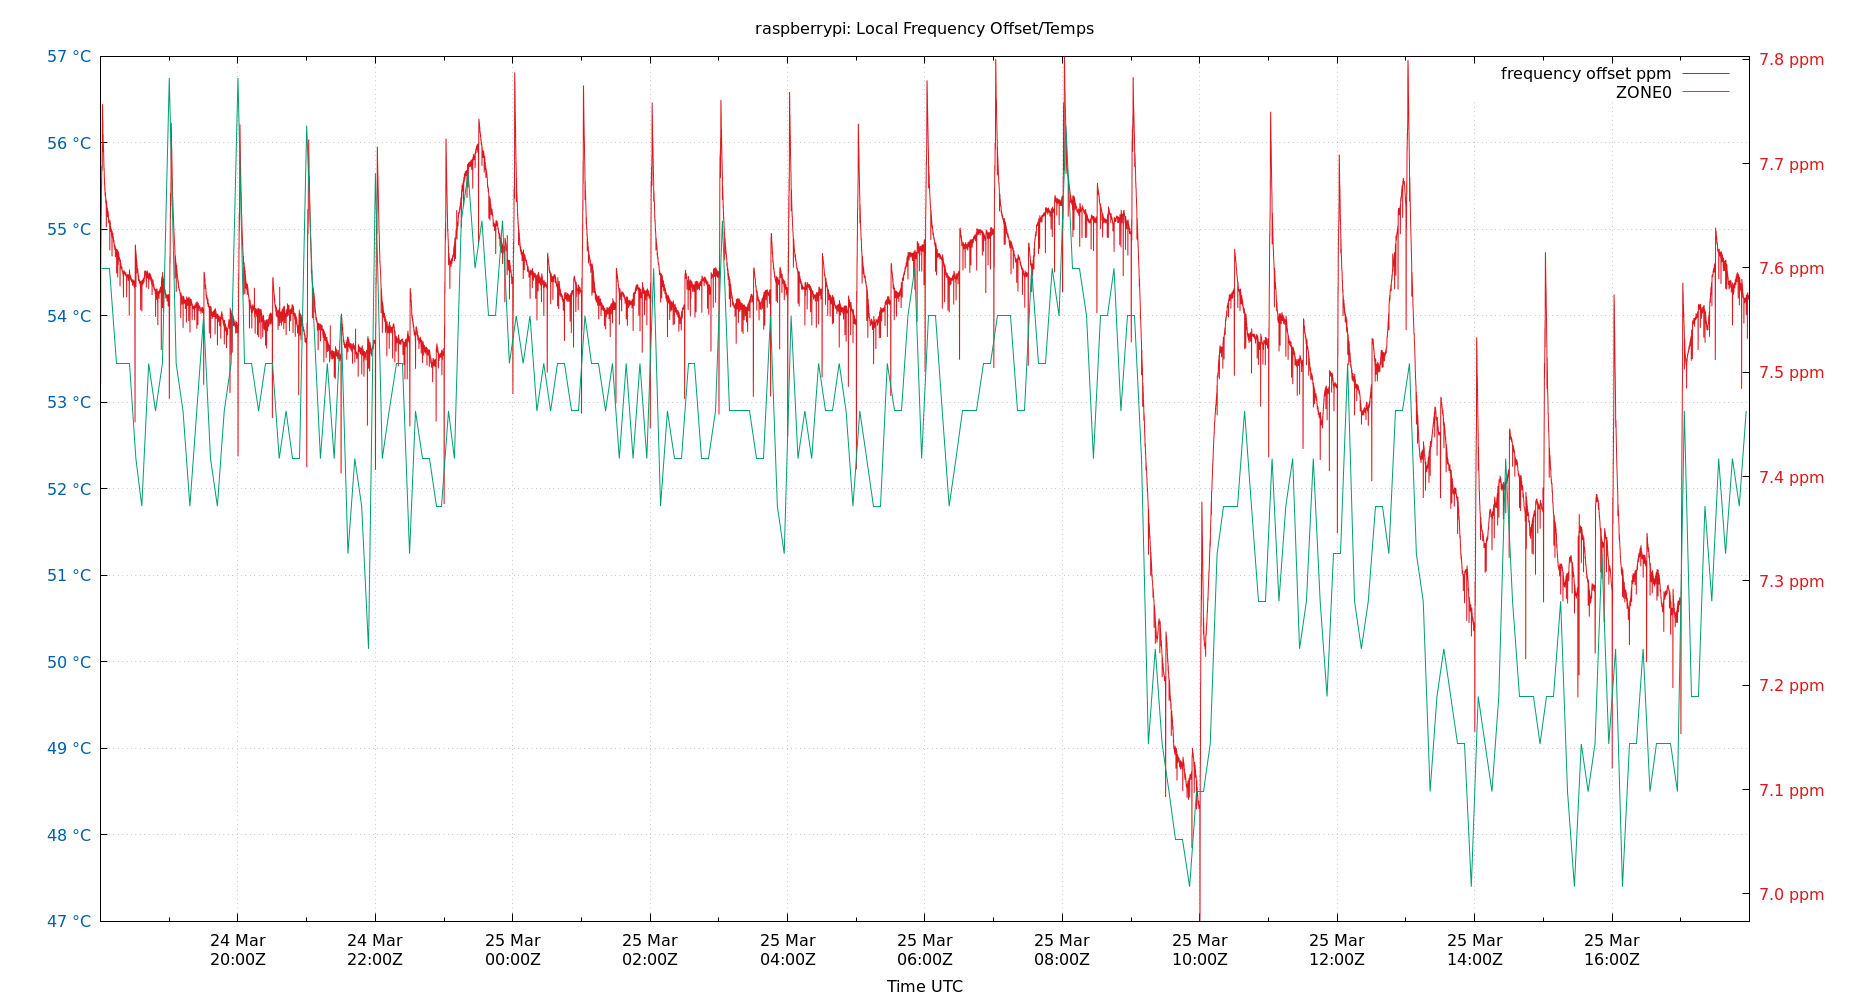 raspberrypi: Local Frequency Offset/Temps
57 °C
56 °C
55 °C
54 °C
53 °C
52 °C
51 °C
50 °C
49 °C
48 °C
47 °C
frequency offset ppm
ZONE0
7.8 ppm
7.7 ppm
7.6 ppm
7.5 ppm
7.4 ppm
7.3 ppm
7.2 ppm
7.1 ppm
7.0 ppm
24 Mar
20:00Z
24 Mar
22:00Z
25 Mar
00:00Z
25 Mar
02:00Z
25 Mar
04:00Z
25 Mar
06:00Z
25 Mar
08:00Z
25 Mar
10:00Z
25 Mar
12:00Z
25 Mar
14:00Z
25 Mar
16:00Z
Time UTC